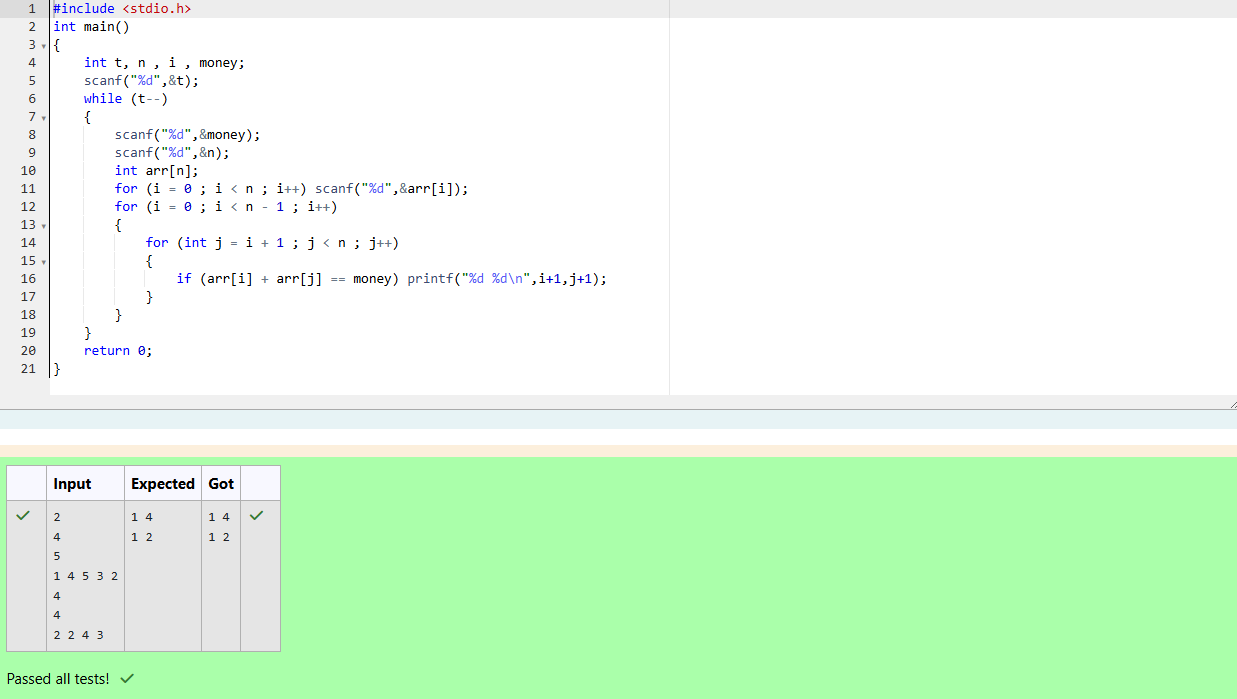 1 #include <stdio.h>
2 int main()
3 {
4     int t, n , i , money;
5     scanf("%d",&t);
6     while (t--)
7     {
8         scanf("%d",&money);
9         scanf("%d",&n);
10         int arr[n];
11         for (i = 0 ; i < n ; i++) scanf("%d",&arr[i]);
12         for (i = 0 ; i < n - 1 ; i++)
13         {
14             for (int j = i + 1 ; j < n ; j++)
15             {
16                 if (arr[i] + arr[j] == money) printf("%d %d\n",i+1,j+1);
17             }
18         }
19     }
20     return 0;
21 }
Input Expected Got
2 1 4 1 4
4 1 2 1 2
5
1 4 5 3 2
4
4
2 2 4 3
Passed all tests!